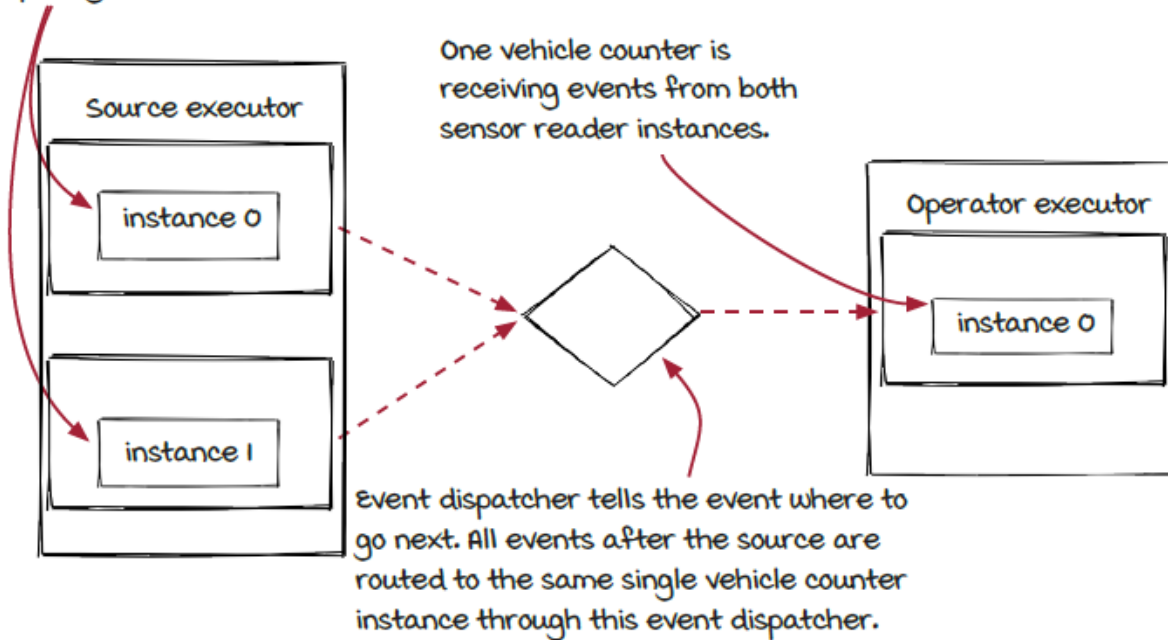 One vehicle counter is
receiving events from both
sensor reader instances.
Source executor
instance 0
instance 1
Operator executor
instance 0
Event dispatcher tells the event where to
go next. All events after the source are
routed to the same single vehicle counter
instance through this event dispatcher.